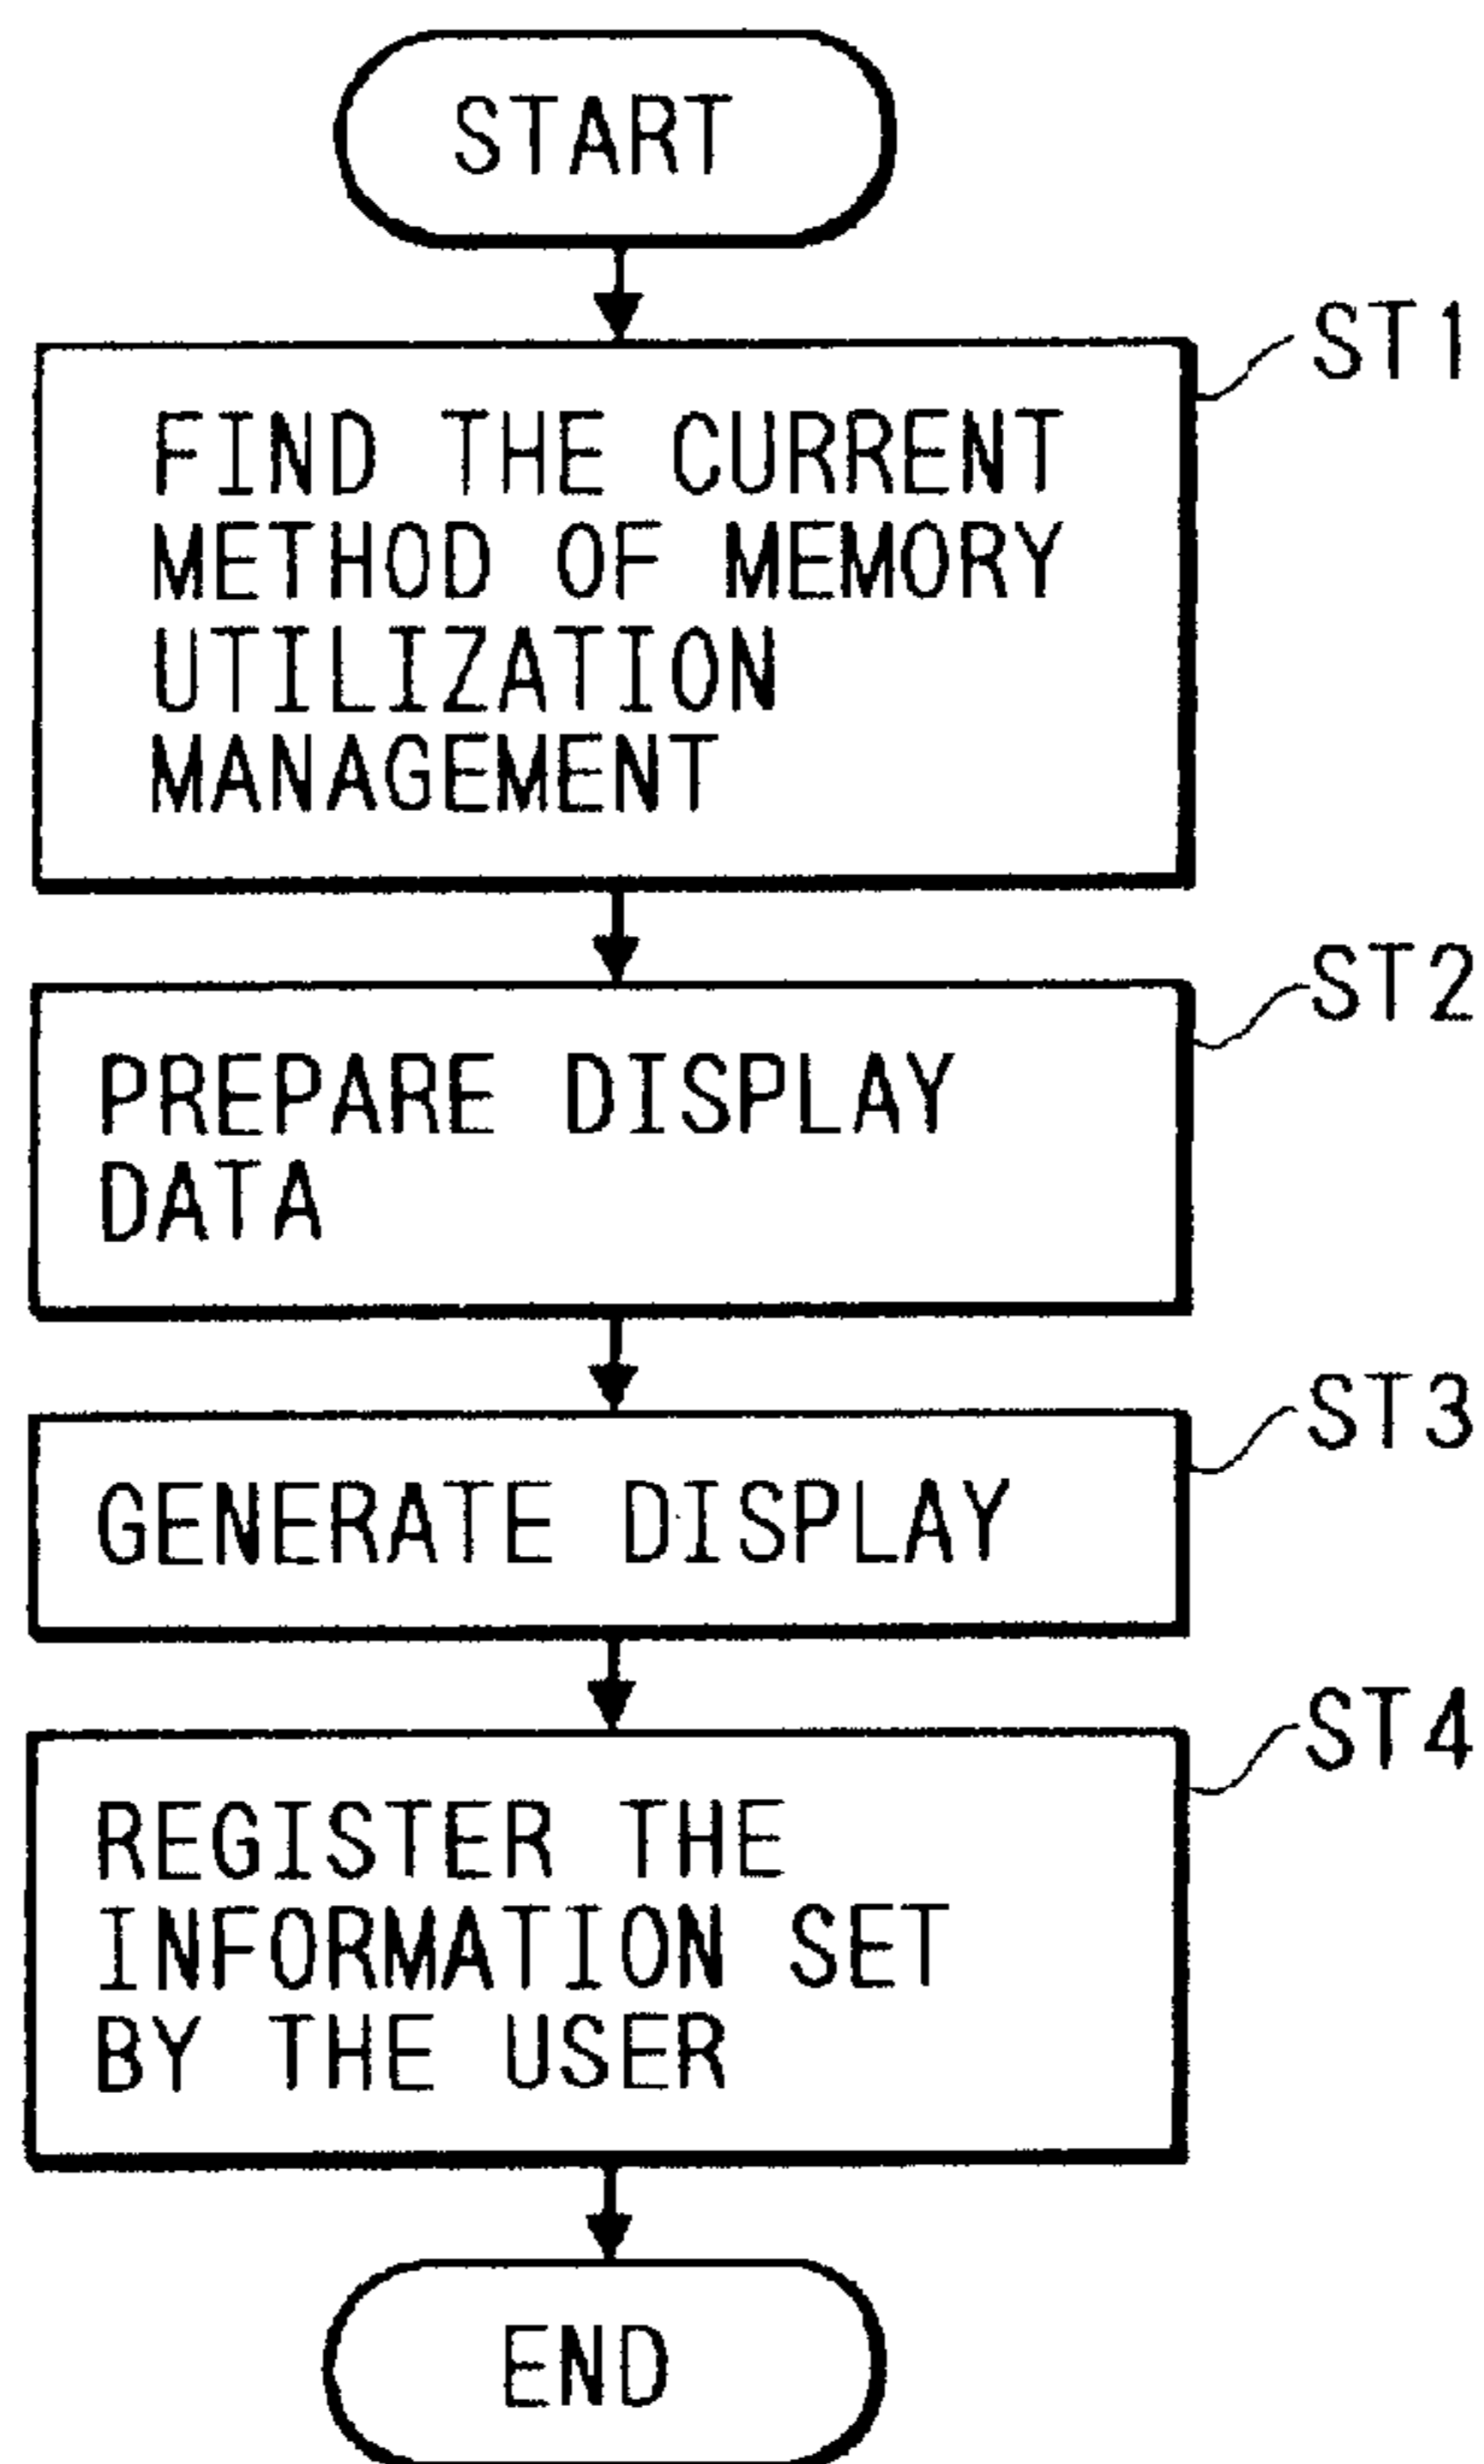 START
ST1
FIND THE CURRENT
METHOD OF MEMORY
UTILIZATION
MANAGEMENT
ST2
PREPARE DISPLAY
DATA
ST3
GENERATE DISPLAY
ST4
REGISTER THE
INFORMATION SET
BY THE USER
END